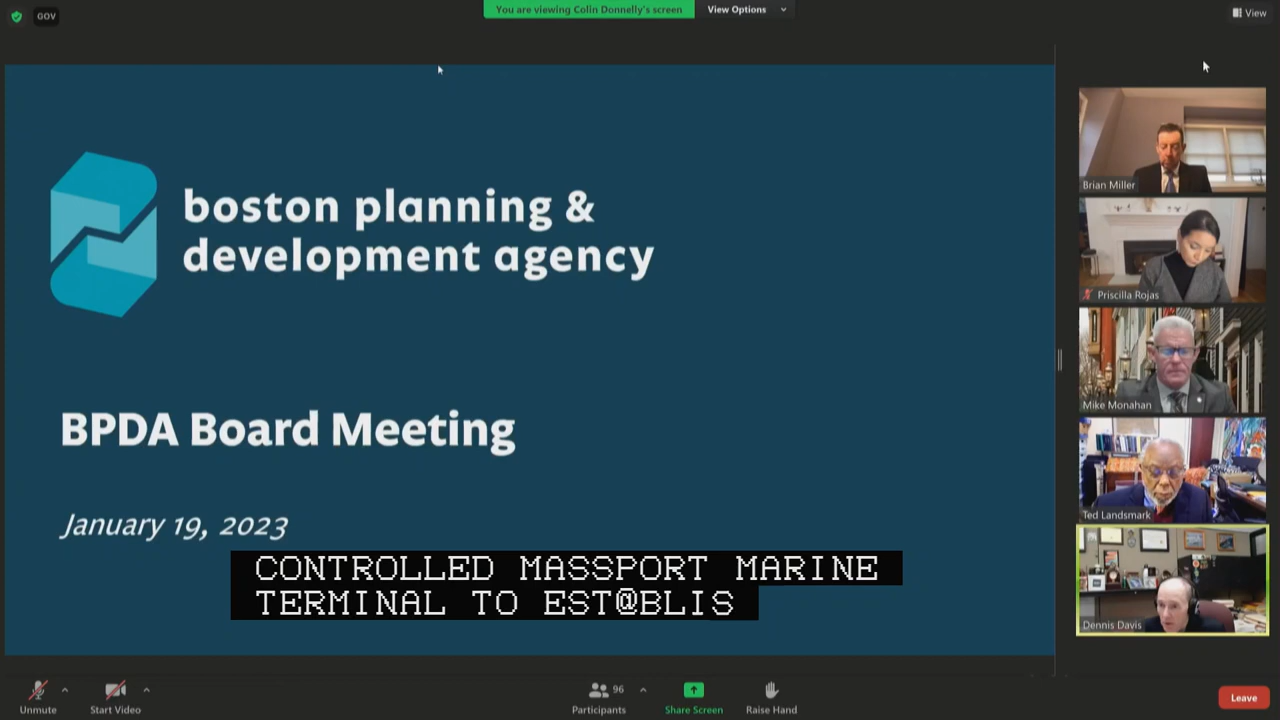 GOV
You are viewing Colin Donnelly's screen
View Options
View
boston planning &
development agency
BPDA Board Meeting
January 19, 2023
CONTROLLED MASSPORT MARINE
TERMINAL TO EST@BLIS
Brian Miller
Priscilla Rojas
Mike Monahan
Ted Landsmark
Dennis Davis
Unmute
Start Video
96
Participants
Share Screen
Raise Hand
Leave